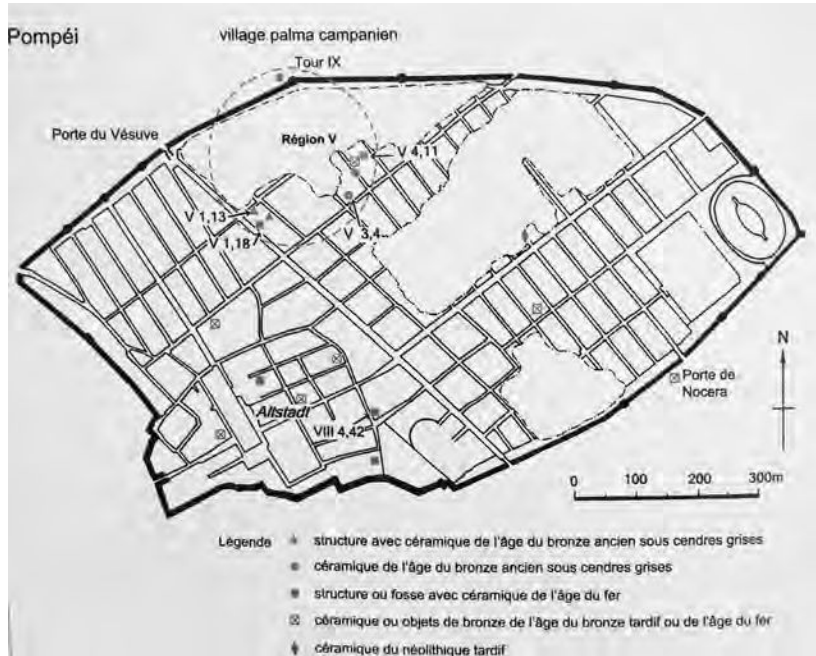 Pompéi
village palma campanien
Tour IX
Porte du Vésuve
Région V
V 4,11
V 1,13
V 1,18
V 3,4
N
Porte de
Nocera
Altstadt
VIII 4,42
0 100 200 300m
Légende
structure avec céramique de l'âge du bronze ancien sous cendres grises
céramique de l'âge du bronze ancien sous cendres grises
structure ou fosse avec céramique de l'âge du fer
céramique ou objets de bronze de l'âge du bronze tardif ou de l'âge du fer
céramique du néolithique tardif